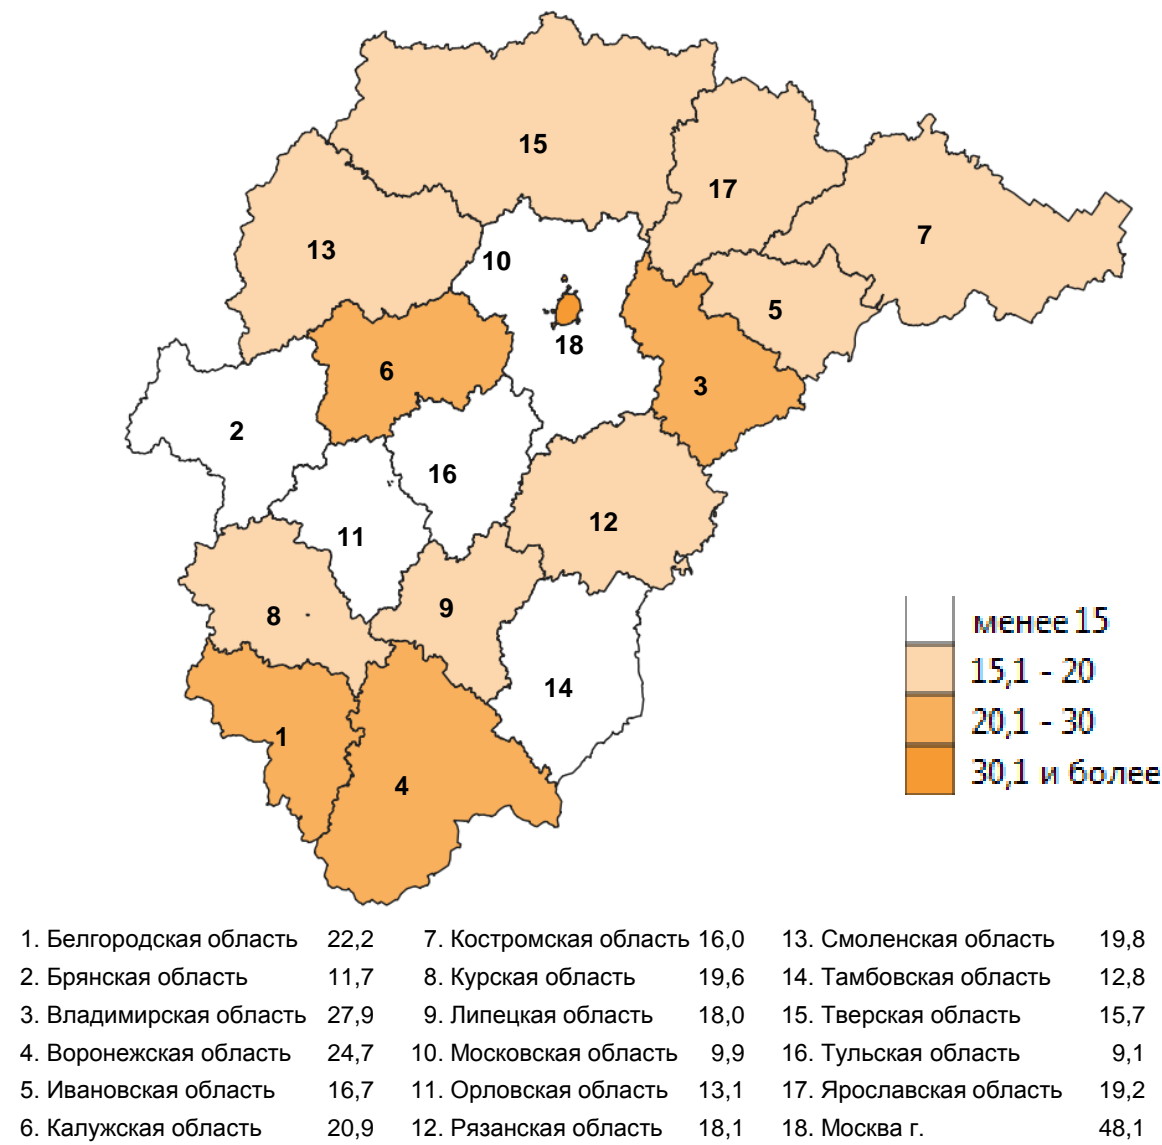 15
17
7
13
10
5
18
6
3
2
16
12
11
9
8
14
1
4
менее 15
15,1 - 20
20,1 - 30
30,1 и более
1. Белгородская область 22,2 7. Костромская область 16,0 13. Смоленская область 19,8
2. Брянская область 11,7 8. Курская область 19,6 14. Тамбовская область 12,8
3. Владимирская область 27,9 9. Липецкая область 18,0 15. Тверская область 15,7
4. Воронежская область 24,7 10. Московская область 9,9 16. Тульская область 9,1
5. Ивановская область 16,7 11. Орловская область 13,1 17. Ярославская область 19,2
6. Калужская область 20,9 12. Рязанская область 18,1 18. Москва г. 48,1